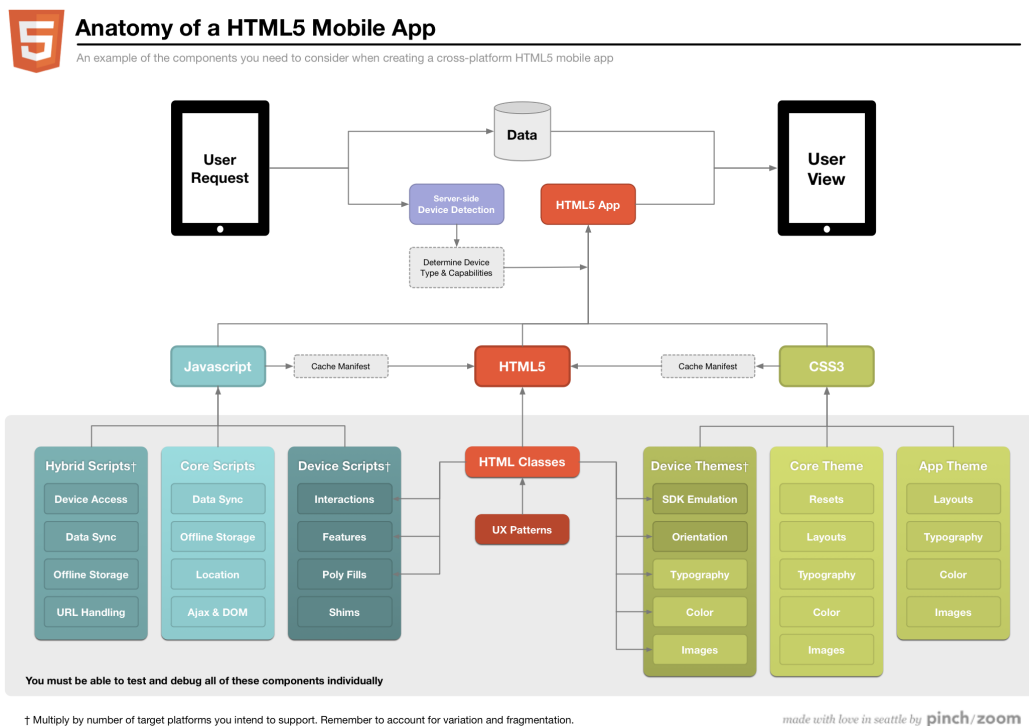 Anatomy of a HTML5 Mobile App
An example of the components you need to consider when creating a cross-platform HTML5 mobile app
User
Request
Data
User
View
Server-side
Device Detection
HTML5 App
Determine Device
Type & Capabilities
Javascript
Cache Manifest
HTML5
Cache Manifest
CSS3
Hybrid Scripts†
Device Access
Data Sync
Offline Storage
URL Handling
Core Scripts
Data Sync
Offline Storage
Location
Ajax & DOM
Device Scripts†
Interactions
Features
Poly Fills
Shims
HTML Classes
UX Patterns
Device Themes†
SDK Emulation
Orientation
Typography
Color
Images
Core Theme
Resets
Layouts
Typography
Color
Images
App Theme
Layouts
Typography
Color
Images
You must be able to test and debug all of these components individually
† Multiply by number of target platforms you intend to support. Remember to account for variation and fragmentation.
made with love in seattle by pinch/zoom